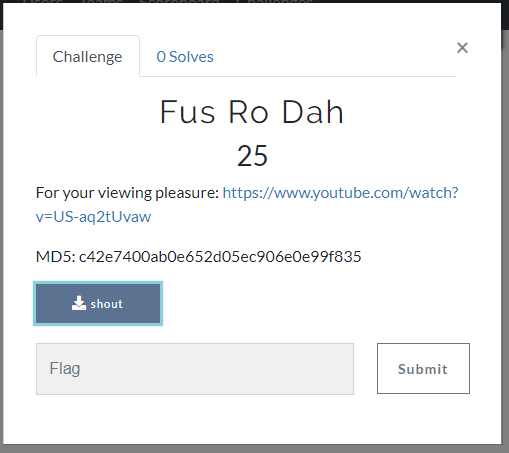 Users Teams Scoreboard Challenges
Challenge
0 Solves
×
Fus Ro Dah
25
For your viewing pleasure: https://www.youtube.com/watch?
v=US-aq2tUvaw
MD5: c42e7400ab0e652d05ec906e0e99f835
shout
Flag
Submit